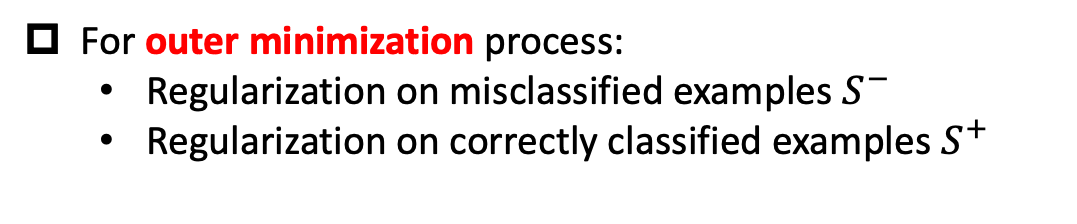 For outer minimization process:
• Regularization on misclassified examples S⁻
• Regularization on correctly classified examples S⁺